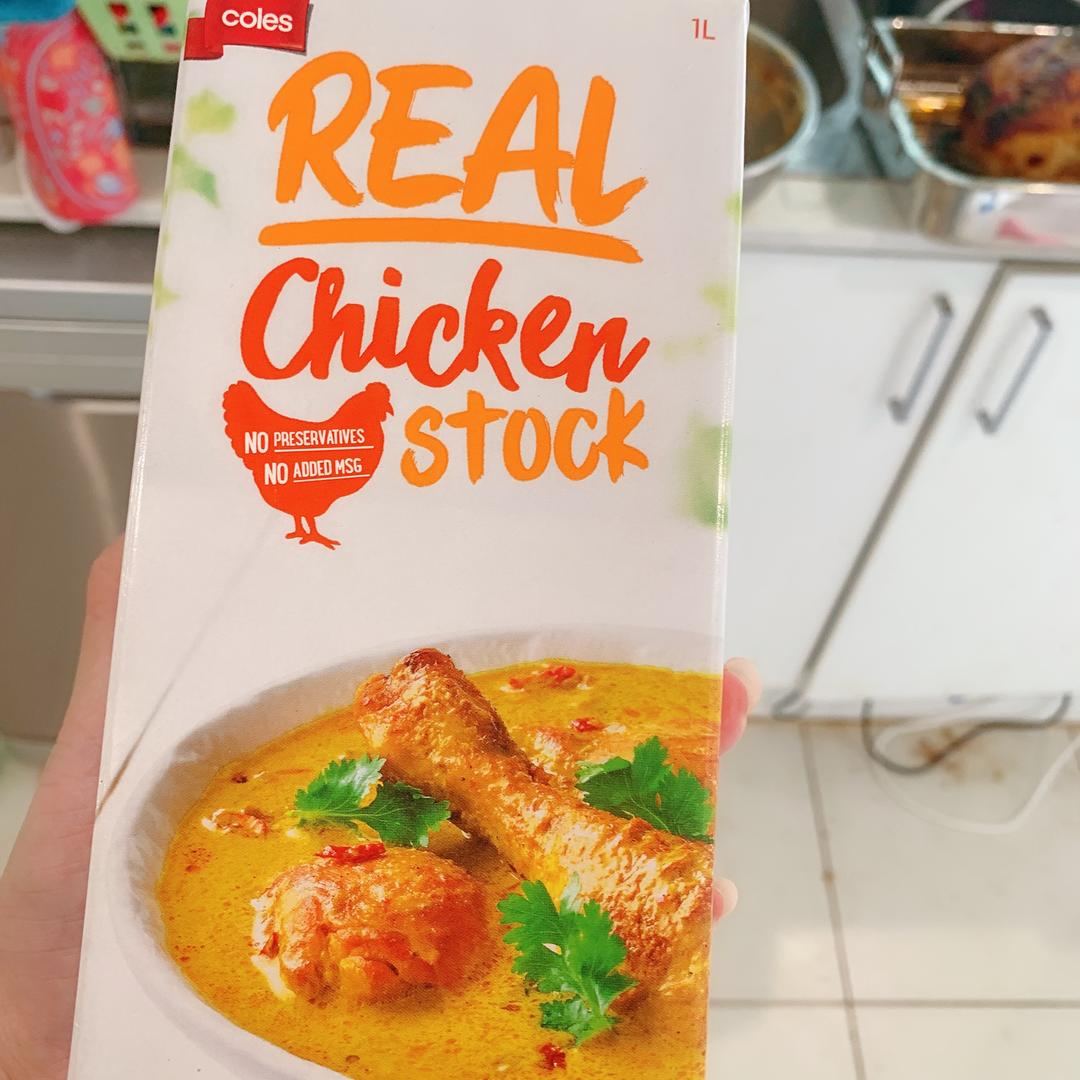 coles
1L
REAL
Chicken
stock
NO PRESERVATIVES
NO ADDED MSG